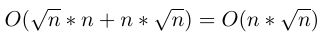 O(√n * n + n * √n) = O(n * √n)